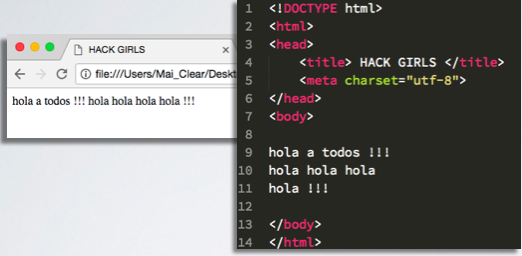 HACK GIRLS
file:///Users/Mai_Clear/Deskto
hola a todos !!! hola hola hola hola !!!
1 <!DOCTYPE html>
2 <html>
3 <head>
4 <title> HACK GIRLS </title>
5 <meta charset="utf-8">
6 </head>
7 <body>
8
9 hola a todos !!!
10 hola hola hola
11 hola !!!
12
13 </body>
14 </html>